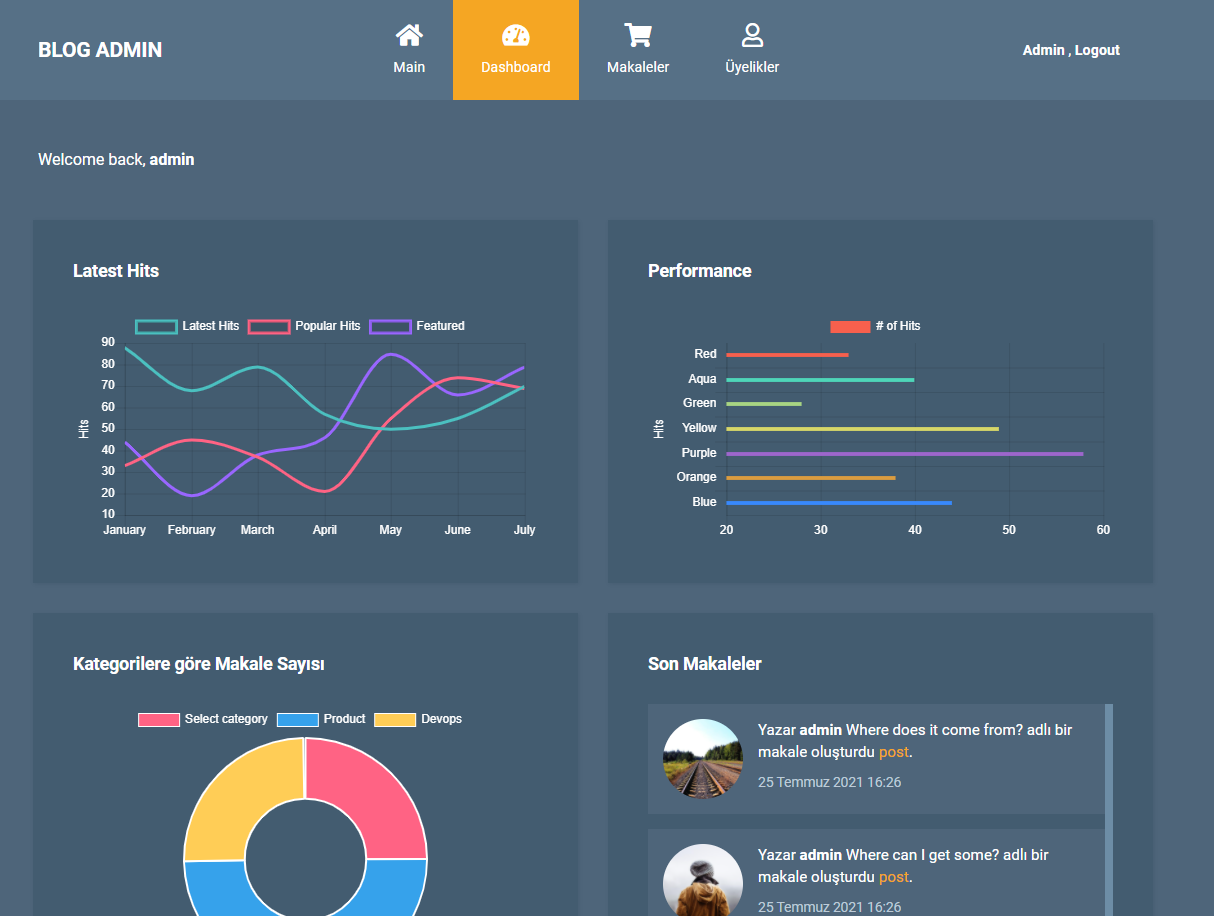 BLOG ADMIN
Main
Dashboard
Makaleler
Üyelikler
Admin , Logout
Welcome back, admin
Latest Hits
Latest Hits
Popular Hits
Featured
90
80
70
60
50
40
30
20
10
Hits
January
February
March
April
May
June
July
Performance
# of Hits
Red
Aqua
Green
Yellow
Purple
Orange
Blue
Hits
20
30
40
50
60
Kategorilere göre Makale Sayısı
Select category
Product
Devops
Son Makaleler
Yazar admin Where does it come from? adlı bir
makale oluşturdu post.
25 Temmuz 2021 16:26
Yazar admin Where can I get some? adlı bir
makale oluşturdu post.
25 Temmuz 2021 16:26